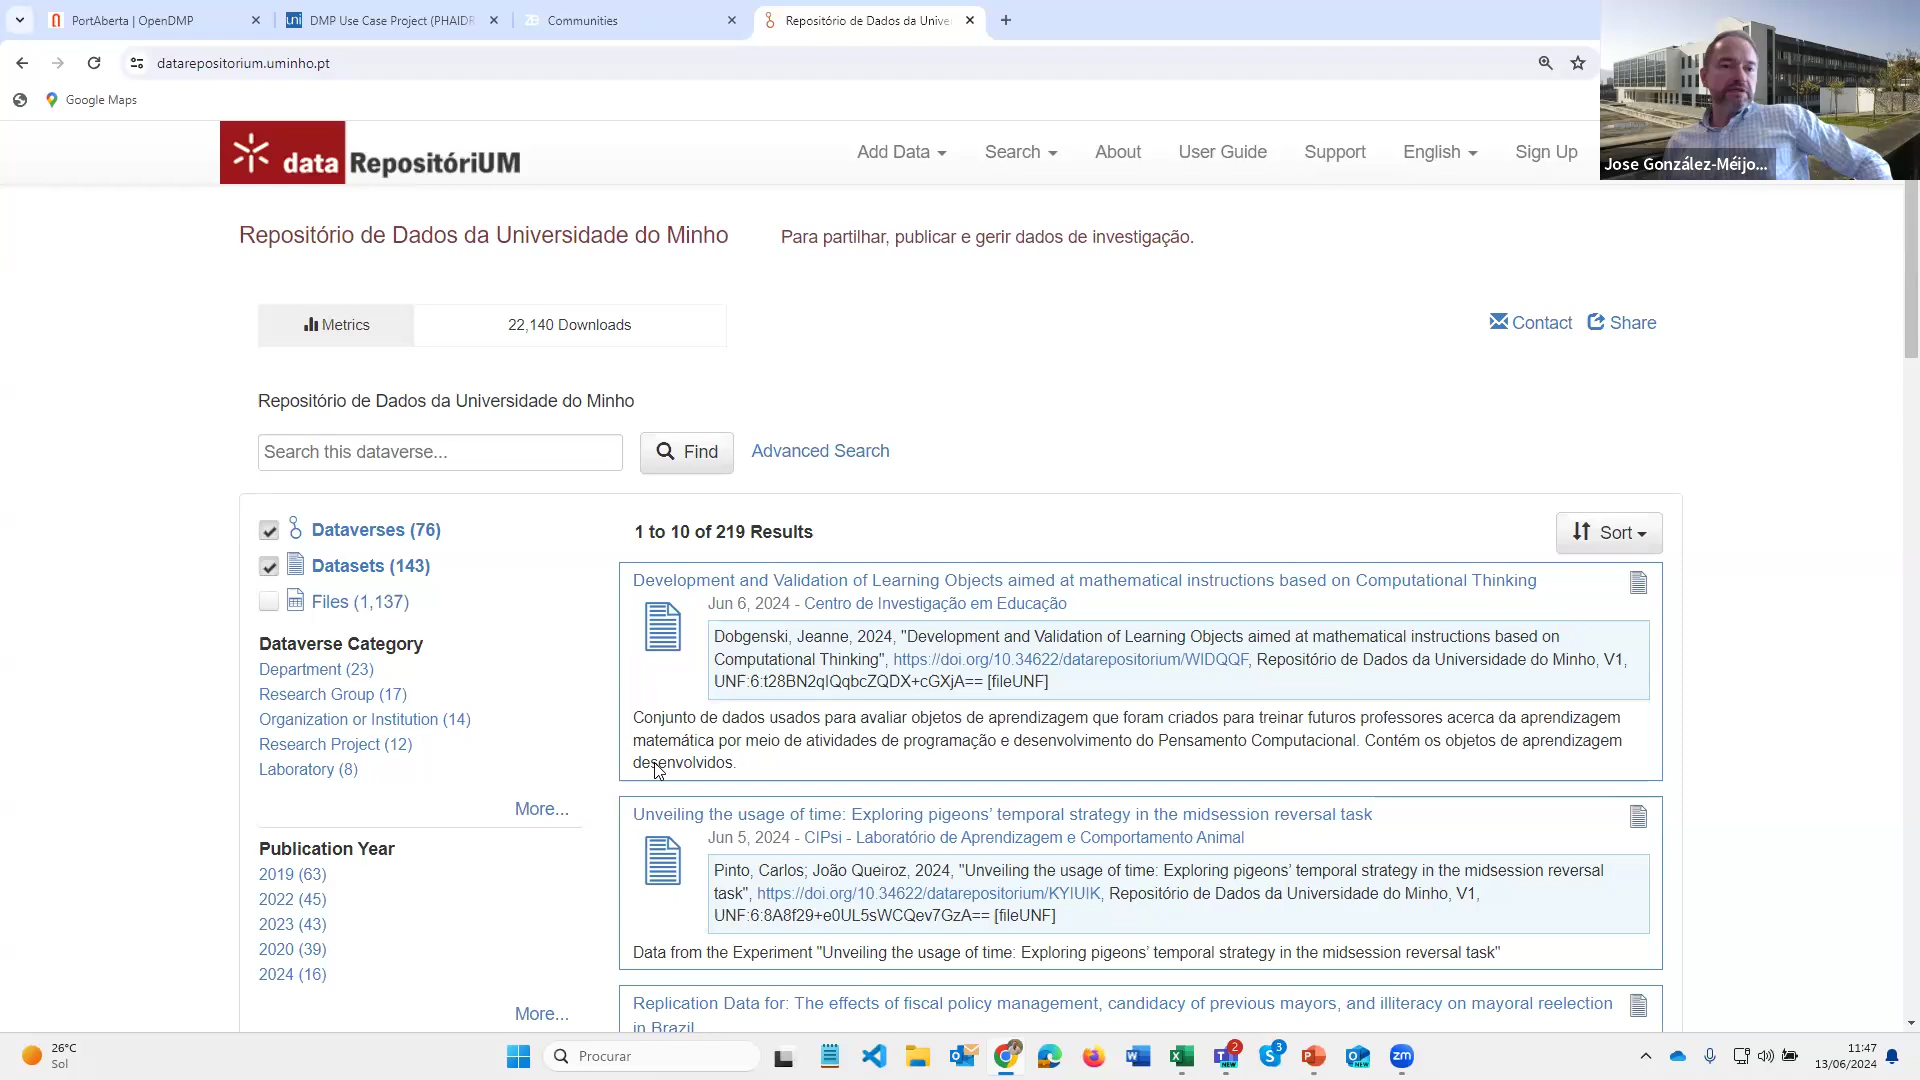 PortAberta | OpenDMP
DMP Use Case Project (PHAIDR
Communities
Repositório de Dados da Unive
datarepositorium.uminho.pt
Google Maps
data RepositóriUM
Add Data
Search
About
User Guide
Support
English
Sign Up
Jose González-Méijo...
Repositório de Dados da Universidade do Minho
Para partilhar, publicar e gerir dados de investigação.
Metrics
22,140 Downloads
Contact
Share
Repositório de Dados da Universidade do Minho
Search this dataverse...
Find
Advanced Search
Dataverses (76)
Datasets (143)
Files (1,137)
Dataverse Category
Department (23)
Research Group (17)
Organization or Institution (14)
Research Project (12)
Laboratory (8)
More...
Publication Year
2019 (63)
2022 (45)
2023 (43)
2020 (39)
2024 (16)
More...
1 to 10 of 219 Results
Sort
Development and Validation of Learning Objects aimed at mathematical instructions based on Computational Thinking
Jun 6, 2024 - Centro de Investigação em Educação
Dobgenski, Jeanne, 2024, "Development and Validation of Learning Objects aimed at mathematical instructions based on
Computational Thinking", https://doi.org/10.34622/datarepositorium/WIDQQF, Repositório de Dados da Universidade do Minho, V1,
UNF:6:t28BN2qIQqbcZQDX+cGXjA== [fileUNF]
Conjunto de dados usados para avaliar objetos de aprendizagem que foram criados para treinar futuros professores acerca da aprendizagem
matemática por meio de atividades de programação e desenvolvimento do Pensamento Computacional. Contém os objetos de aprendizagem
desenvolvidos.
Unveiling the usage of time: Exploring pigeons’ temporal strategy in the midsession reversal task
Jun 5, 2024 - CIPsi - Laboratório de Aprendizagem e Comportamento Animal
Pinto, Carlos; João Queiroz, 2024, "Unveiling the usage of time: Exploring pigeons’ temporal strategy in the midsession reversal
task", https://doi.org/10.34622/datarepositorium/KYIUIK, Repositório de Dados da Universidade do Minho, V1,
UNF:6:8A8f29+e0UL5sWCQev7GzA== [fileUNF]
Data from the Experiment "Unveiling the usage of time: Exploring pigeons’ temporal strategy in the midsession reversal task"
Replication Data for: The effects of fiscal policy management, candidacy of previous mayors, and illiteracy on mayoral reelection
in Brazil
26°C
Sol
Procurar
2
3
zm
11:47
13/06/2024